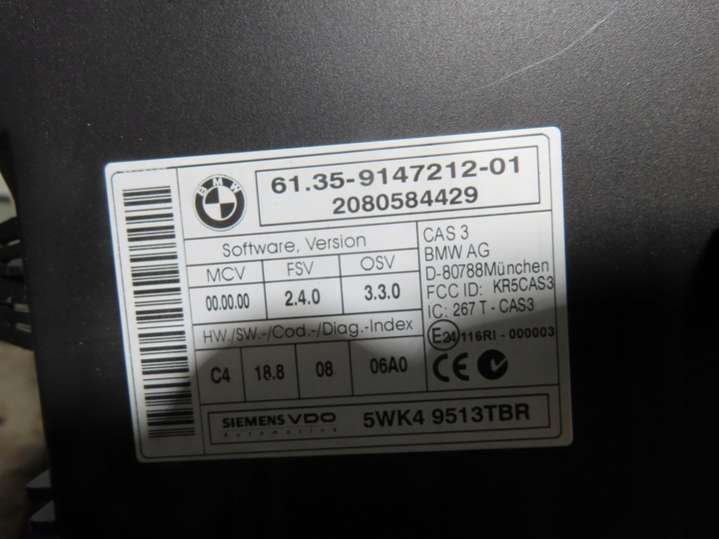 BMW
61.35-9147212-01
2080584429
Software, Version
MCV FSV OSV
00.00.00 2.4.0 3.3.0
HW./SW.-/Cod.-/Diag.-Index
C4 18.8 08 06A0
CAS 3
BMW AG
D-80788München
FCC ID: KR5CAS3
IC: 267 T - CAS3
E24 116RI - 000003
CE
SIEMENS VDO
Automotive
5WK4 9513TBR